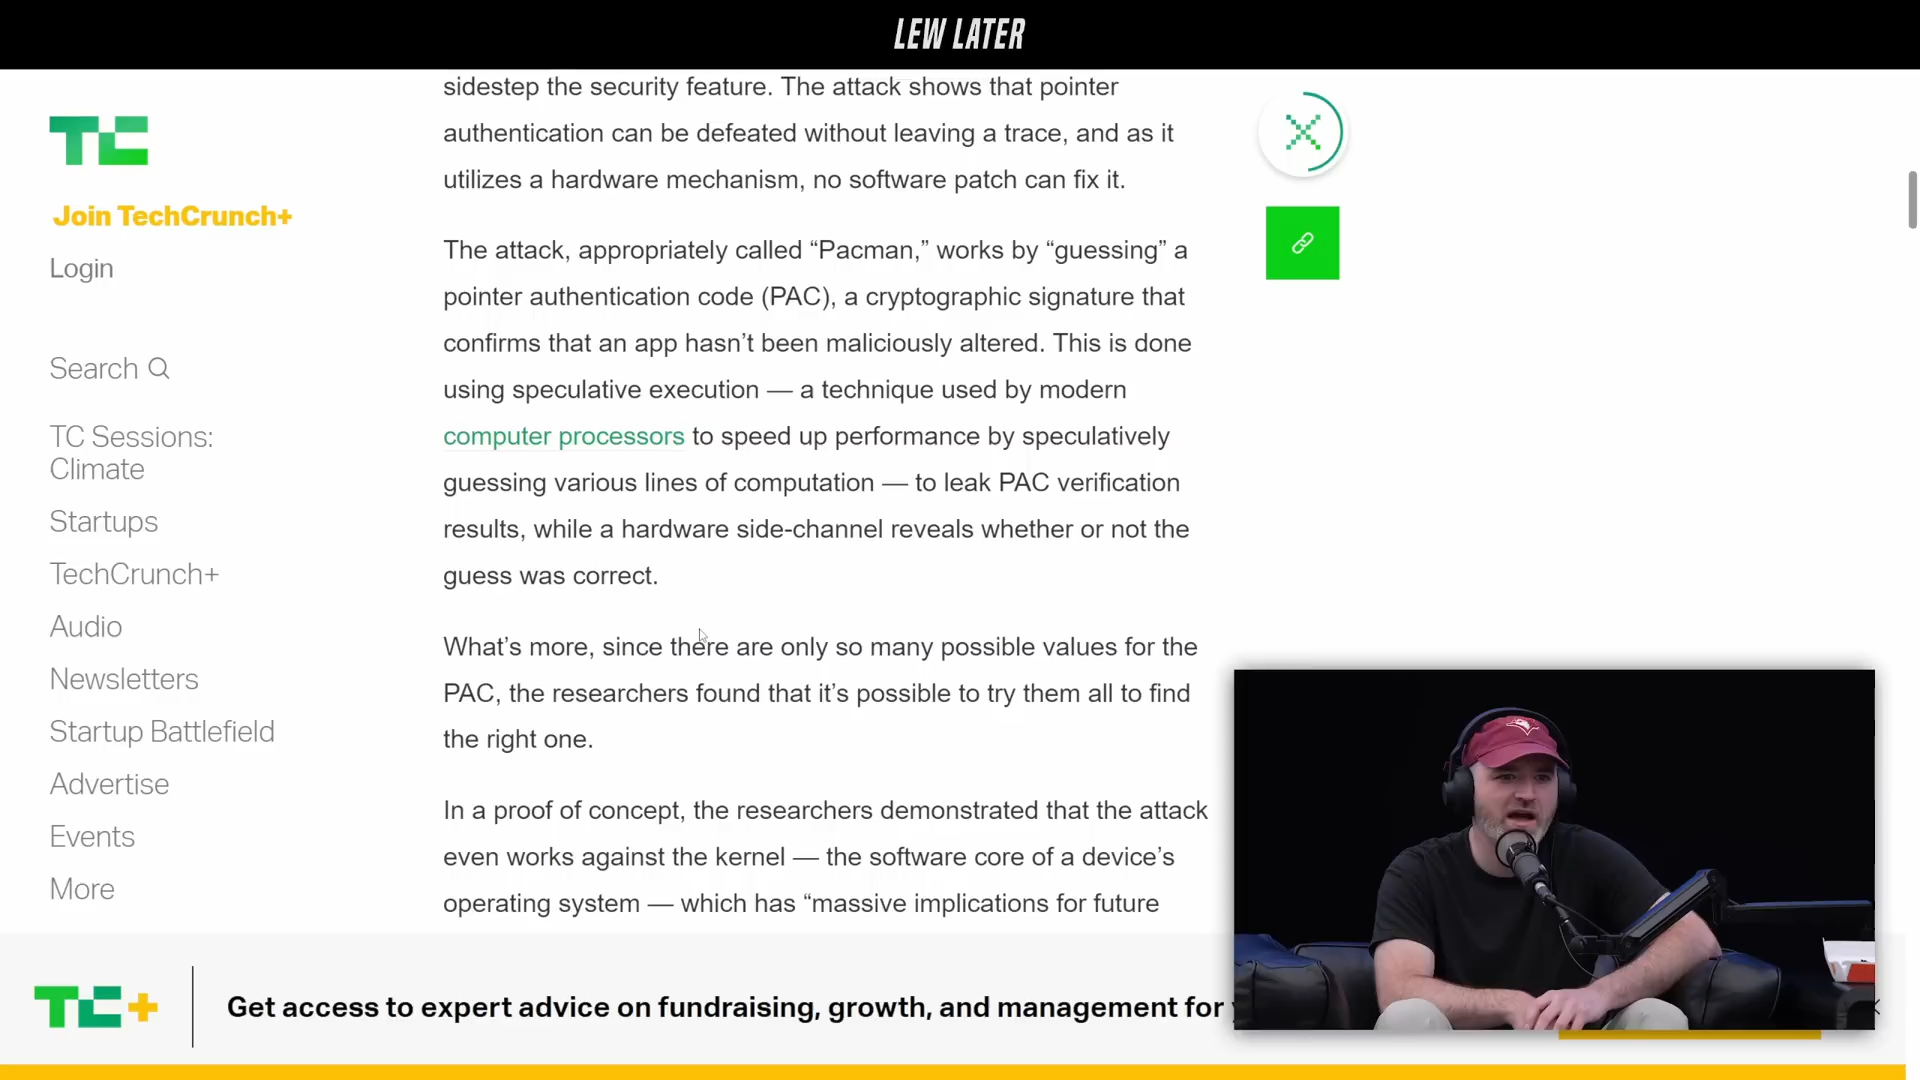 LEW LATER
TC
Join TechCrunch+
Login
Search
TC Sessions:
Climate
Startups
TechCrunch+
Audio
Newsletters
Startup Battlefield
Advertise
Events
More
sidestep the security feature. The attack shows that pointer
authentication can be defeated without leaving a trace, and as it
utilizes a hardware mechanism, no software patch can fix it.
The attack, appropriately called “Pacman,” works by “guessing” a
pointer authentication code (PAC), a cryptographic signature that
confirms that an app hasn’t been maliciously altered. This is done
using speculative execution — a technique used by modern
computer processors to speed up performance by speculatively
guessing various lines of computation — to leak PAC verification
results, while a hardware side-channel reveals whether or not the
guess was correct.
What’s more, since there are only so many possible values for the
PAC, the researchers found that it’s possible to try them all to find
the right one.
In a proof of concept, the researchers demonstrated that the attack
even works against the kernel — the software core of a device’s
operating system — which has “massive implications for future
TC+
Get access to expert advice on fundraising, growth, and management for